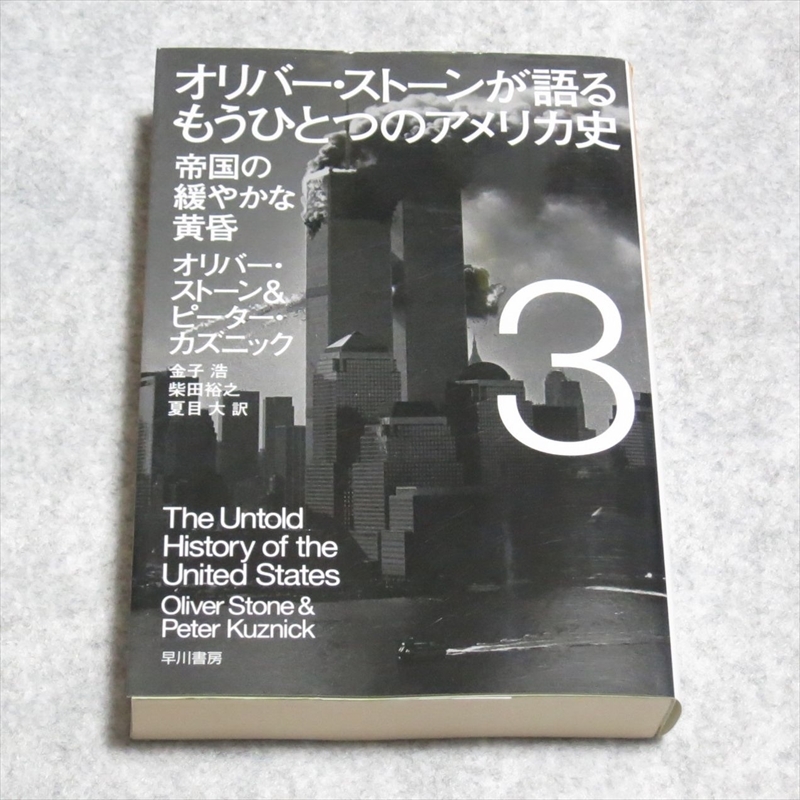 オリバー・ストーンが語る
もうひとつのアメリカ史
帝国の
緩やかな
黄昏
オリバー・
ストーン&
ピーター・
カズニック
金子 浩
柴田裕之
夏目 大 訳
3
The Untold
History of the
United States
Oliver Stone &
Peter Kuznick
早川書房